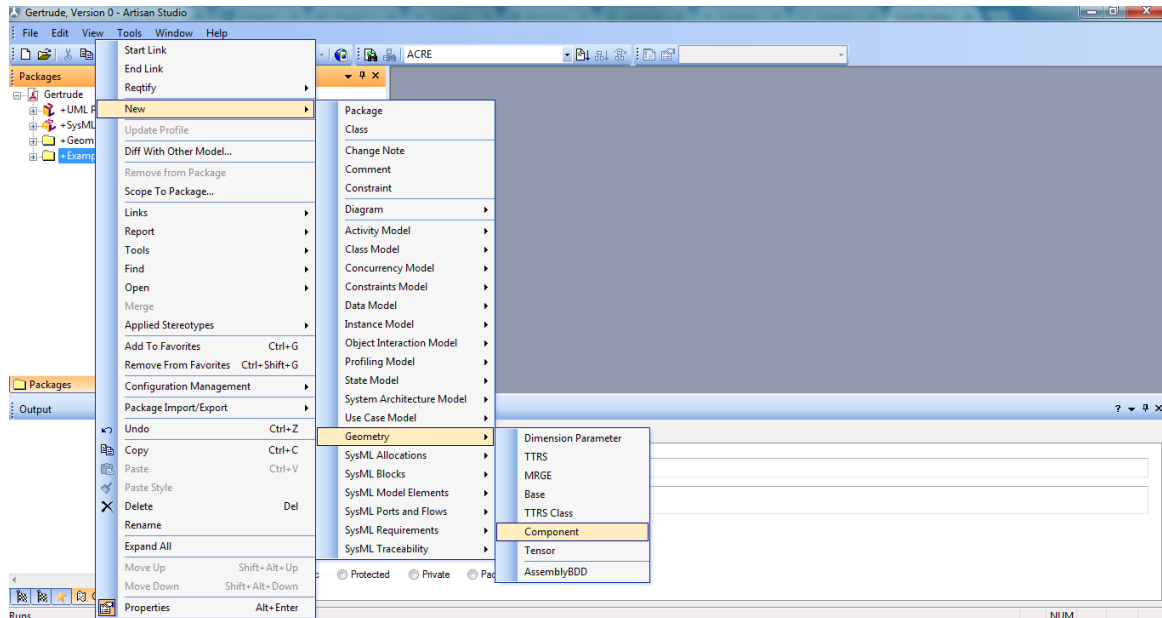 Gertrude, Version 0 - Artisan Studio
File Edit View Tools Window Help
ACRE
Packages
Gertrude
+UML P
+SysML
+Geom
+Examp
Packages
Output
Start Link
End Link
Reqtify
New
Update Profile
Diff With Other Model...
Remove from Package
Scope To Package...
Links
Report
Tools
Find
Open
Merge
Applied Stereotypes
Add To Favorites Ctrl+G
Remove From Favorites Ctrl+Shift+G
Configuration Management
Package Import/Export
Undo Ctrl+Z
Copy Ctrl+C
Paste Ctrl+V
Paste Style
Delete Del
Rename
Expand All
Move Up Shift+Alt+Up
Move Down Shift+Alt+Down
Properties Alt+Enter
Package
Class
Change Note
Comment
Constraint
Diagram
Activity Model
Class Model
Concurrency Model
Constraints Model
Data Model
Instance Model
Object Interaction Model
Profiling Model
State Model
System Architecture Model
Use Case Model
Geometry
SysML Allocations
SysML Blocks
SysML Model Elements
SysML Ports and Flows
SysML Requirements
SysML Traceability
Dimension Parameter
TTRS
MRGE
Base
TTRS Class
Component
Tensor
AssemblyBDD
Protected Private Pac
Runs NUM